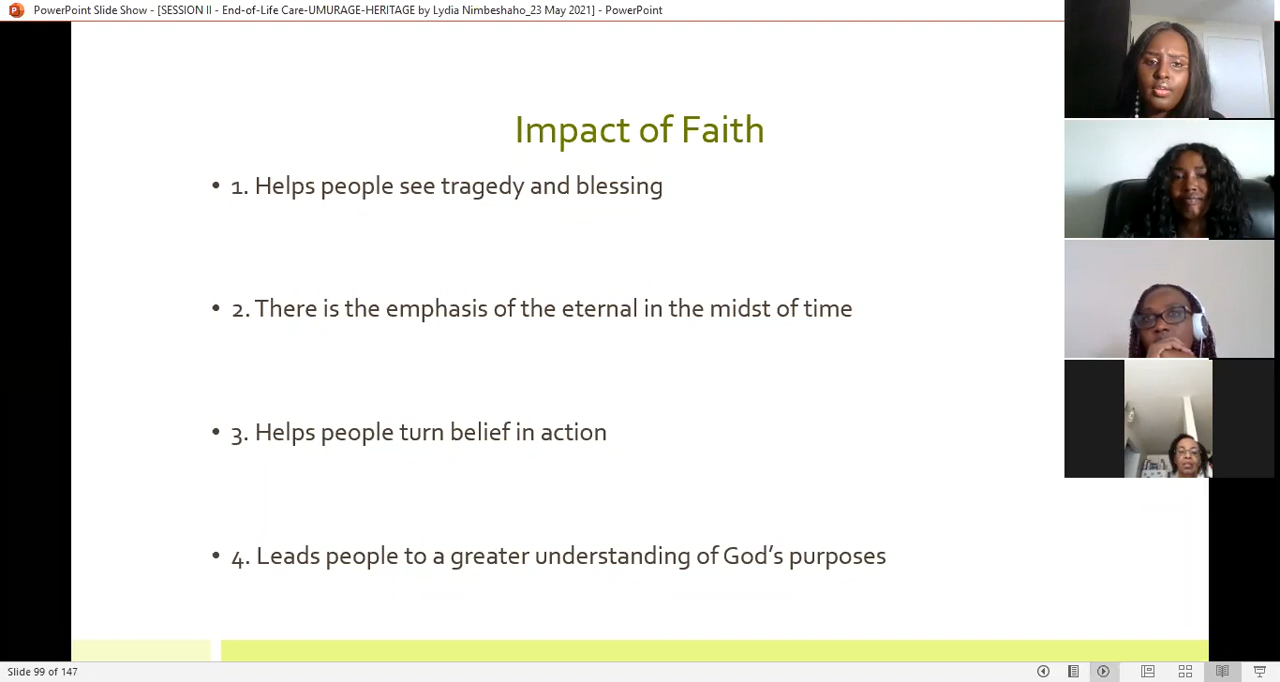 PowerPoint Slide Show - [SESSION II - End-of-Life Care-UMURAGE-HERITAGE by Lydia Nimbeshaho_23 May 2021] - PowerPoint
Impact of Faith
• 1. Helps people see tragedy and blessing
• 2. There is the emphasis of the eternal in the midst of time
• 3. Helps people turn belief in action
• 4. Leads people to a greater understanding of God’s purposes
Slide 99 of 147